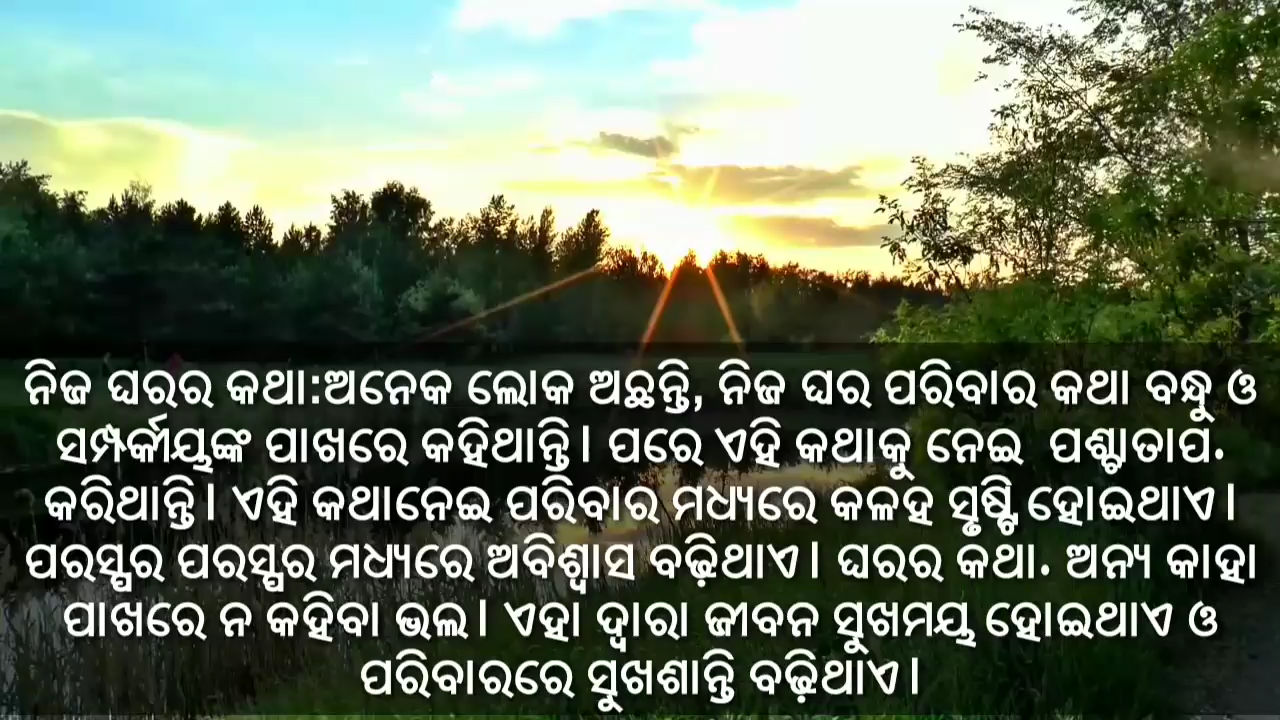 ନିଜ ଘରର କଥା:ଅନେକ ଲୋକ ଅଛନ୍ତି, ନିଜ ଘର ପରିବାର କଥା ବନ୍ଧୁ ଓ
ସମ୍ପର୍କୀୟଙ୍କ ପାଖରେ କହିଥାନ୍ତି। ପରେ ଏହି କଥାକୁ ନେଇ ପଶ୍ଚାତାପ.
କରିଥାନ୍ତି। ଏହି କଥାନେଇ ପରିବାର ମଧ୍ୟରେ କଳହ ସୃଷ୍ଟି ହୋଇଥାଏ।
ପରସ୍ପର ପରସ୍ପର ମଧ୍ୟରେ ଅବିଶ୍ଵାସ ବଢ଼ିଥାଏ। ଘରର କଥା. ଅନ୍ୟ କାହା
ପାଖରେ ନ କହିବା ଭଲ। ଏହା ଦ୍ୱାରା ଜୀବନ ସୁଖମୟ ହୋଇଥାଏ ଓ
ପରିବାରରେ ସୁଖଶାନ୍ତି ବଢ଼ିଥାଏ।